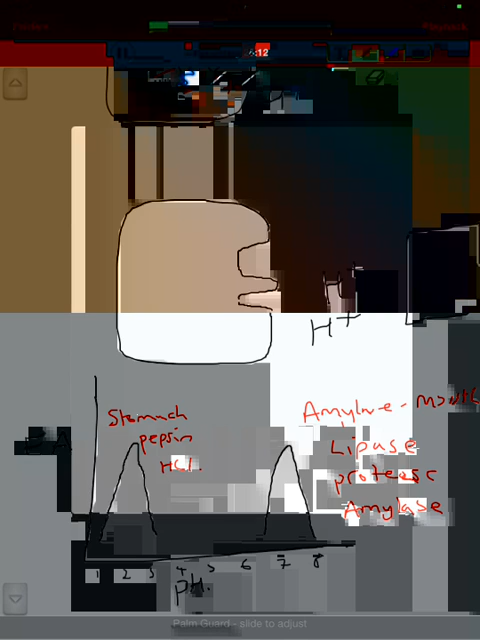 H+
Stomach
pepsin
HCl.
Amylase - mouth
Lipase
protease
Amylase
1 2 3 4 5 6 7 8
pH.
Palm Guard - slide to adjust